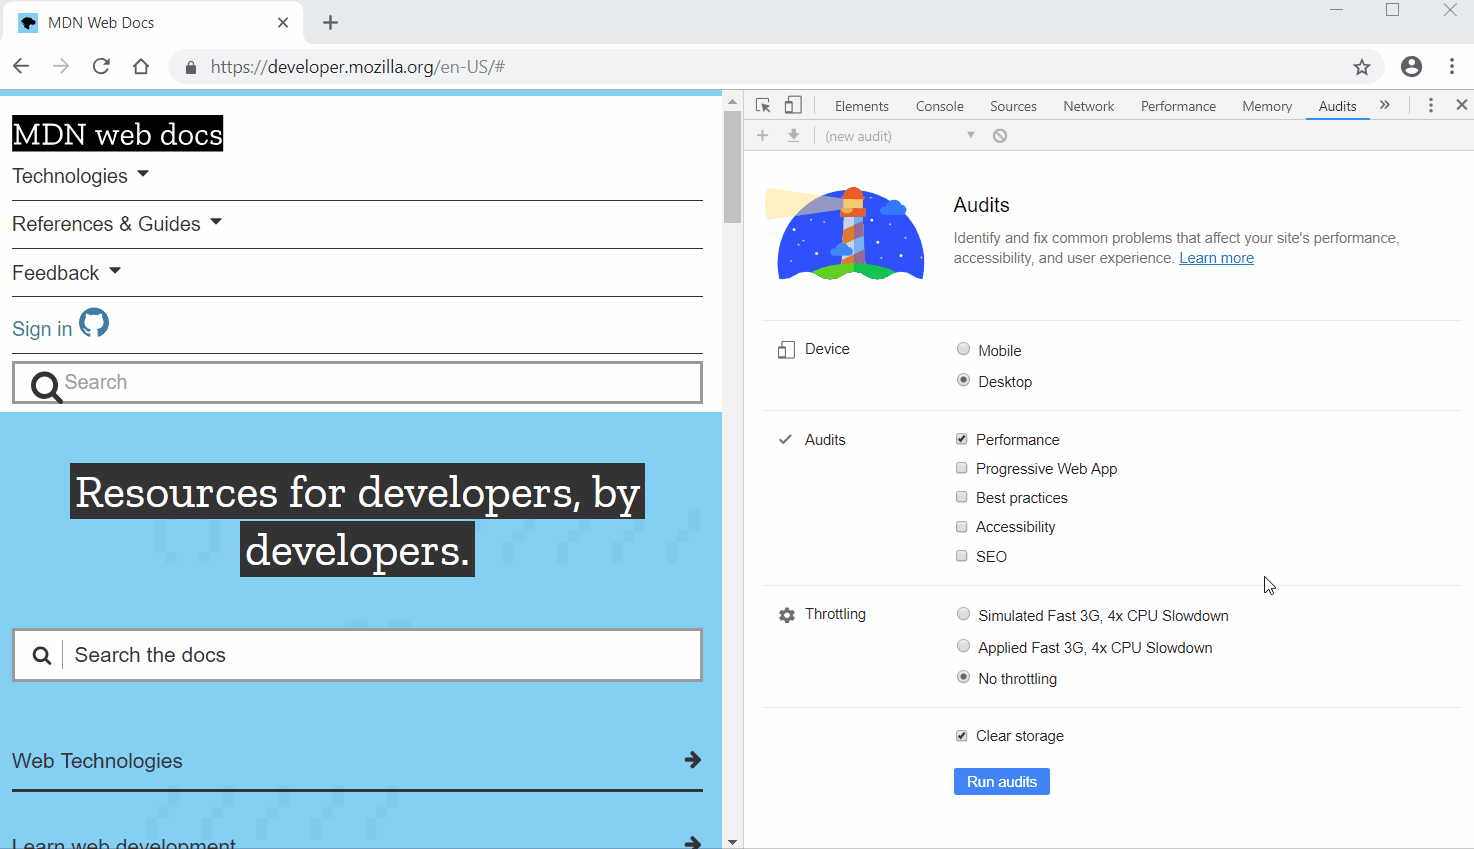 MDN Web Docs
https://developer.mozilla.org/en-US/#
MDN web docs
Technologies
References & Guides
Feedback
Sign in
Search
Resources for developers, by
developers.
Search the docs
Web Technologies
Learn web development
Elements Console Sources Network Performance Memory Audits »
(new audit)
Audits
Identify and fix common problems that affect your site's performance,
accessibility, and user experience. Learn more
Device
Mobile
Desktop
Audits
Performance
Progressive Web App
Best practices
Accessibility
SEO
Throttling
Simulated Fast 3G, 4x CPU Slowdown
Applied Fast 3G, 4x CPU Slowdown
No throttling
Clear storage
Run audits